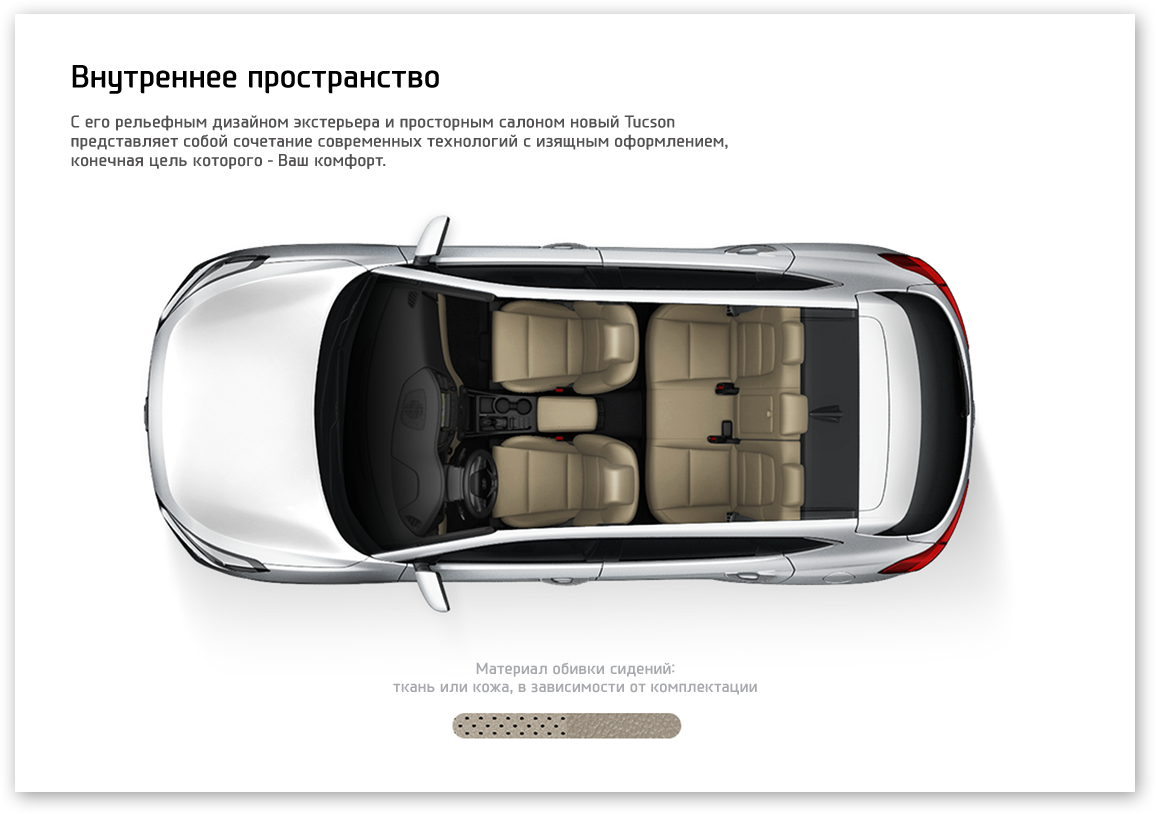 Внутреннее пространство
С его рельефным дизайном экстерьера и просторным салоном новый Tucson
представляет собой сочетание современных технологий с изящным оформлением,
конечная цель которого - Ваш комфорт.
Материал обивки сидений:
ткань или кожа, в зависимости от комплектации